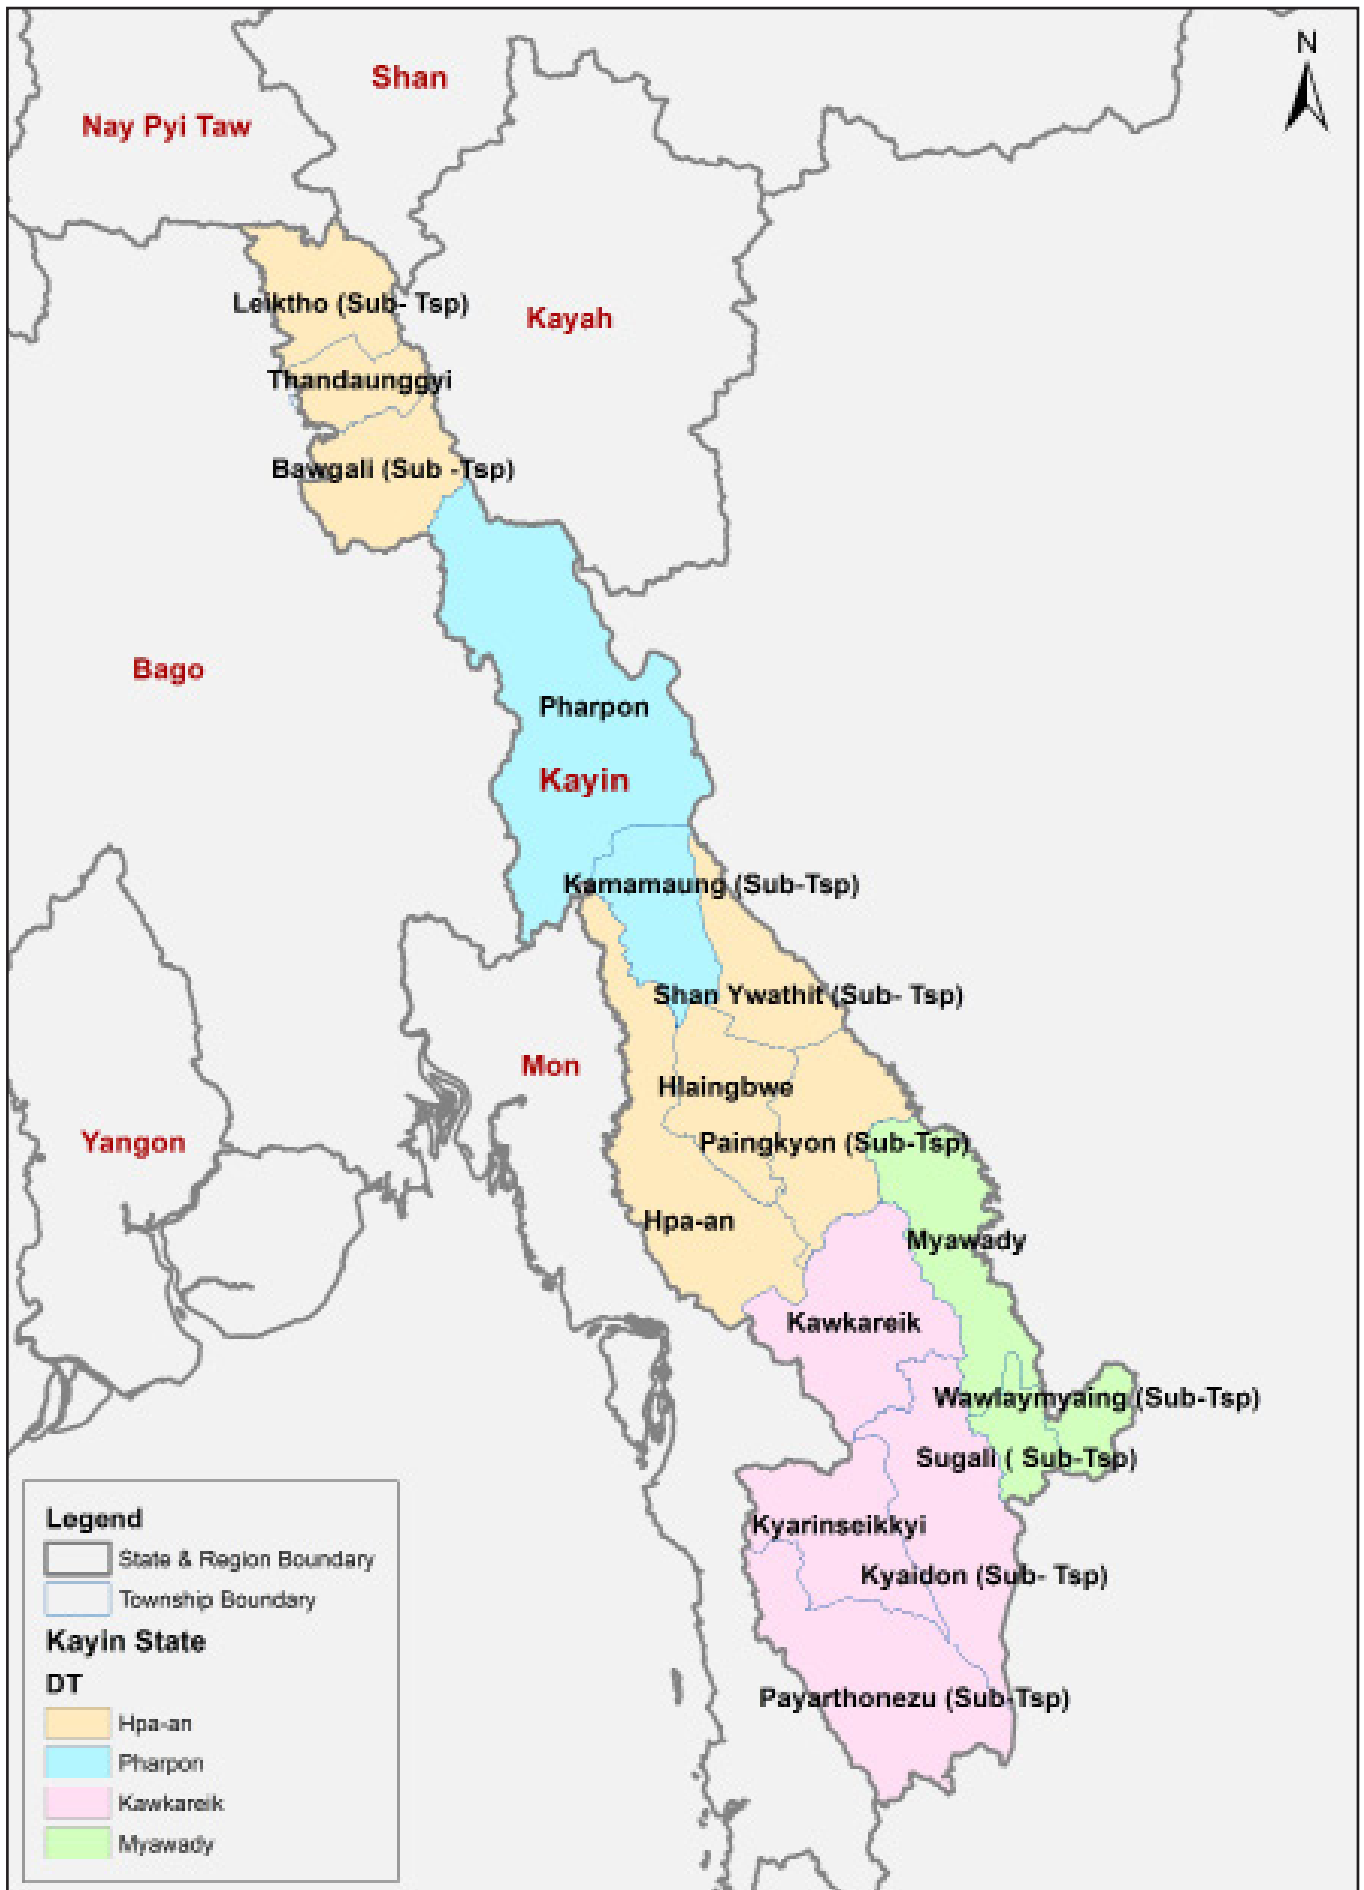 N
Shan
Nay Pyi Taw
Leiktho (Sub- Tsp)
Kayah
Thandaunggyi
Bawgali (Sub -Tsp)
Bago
Pharpon
Kayin
Kamamaung (Sub-Tsp)
Shan Ywathit (Sub- Tsp)
Mon
Hlaingbwe
Yangon
Paingkyon (Sub-Tsp)
Hpa-an
Myawady
Kawkareik
Wawlaymyaing (Sub-Tsp)
Sugali ( Sub-Tsp)
Kyarinseikkyi
Kyaidon (Sub- Tsp)
Payarthonezu (Sub-Tsp)
Legend
State & Region Boundary
Township Boundary
Kayin State
DT
Hpa-an
Pharpon
Kawkareik
Myawady